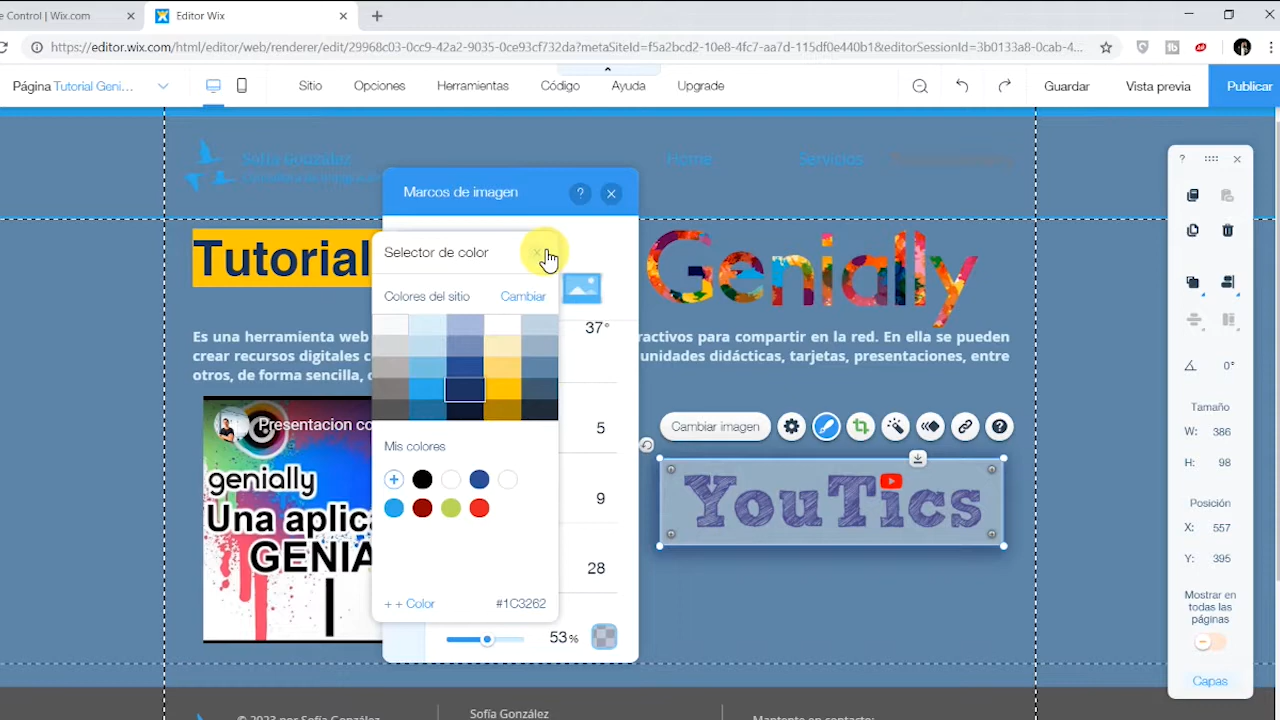 e Control | Wix.com
Editor Wix
https://editor.wix.com/html/editor/web/renderer/edit/29968c03-0cc9-42a2-9035-0ce93cf732da?metaSiteId=f5a2bcd2-10e8-4fc7-aa7d-115df0e440b1&editorSessionId=3b0133a8-0cab-4...
Página Tutorial Geni...
Sitio
Opciones
Herramientas
Código
Ayuda
Upgrade
Guardar
Vista previa
Publicar
Sofía González
Home
Servicios
Marcos de imagen
?
Selector de color
Colores del sitio
Cambiar
Mis colores
+ + Color
#1C3262
37°
5
9
28
53%
Tutorial
Genially
Es una herramienta web
ractivos para compartir en la red. En ella se pueden
crear recursos digitales c
unidades didácticas, tarjetas, presentaciones, entre
otros, de forma sencilla,
Presentacion co
genially
Una aplica
GENIA
Cambiar imagen
?
YouTics
?
0°
Tamaño
W: 386
H: 98
Posición
X: 557
Y: 395
Mostrar en
todas las
páginas
Capas
© 2023 por Sofía González
Sofía González
Mantente en contacto: